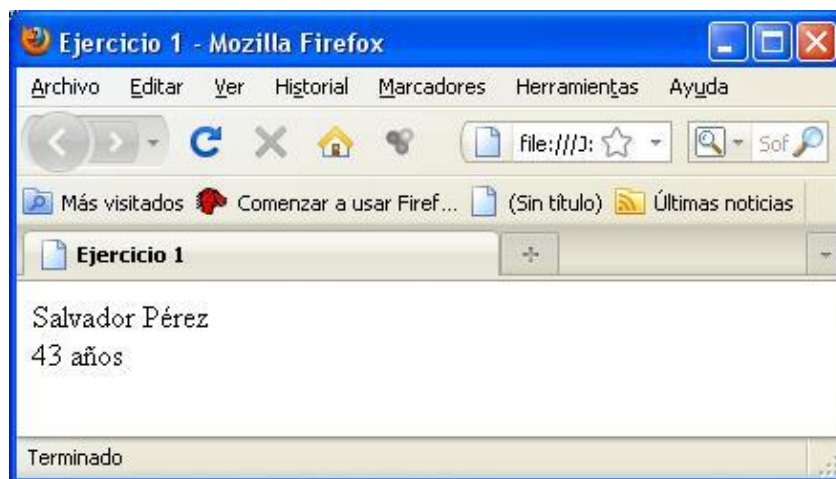 Ejercicio 1 - Mozilla Firefox
Archivo Editar Ver Historial Marcadores Herramientas Ayuda
file:///J: Sof
Más visitados Comenzar a usar Firef... (Sin título) Últimas noticias
Ejercicio 1
Salvador Pérez
43 años
Terminado